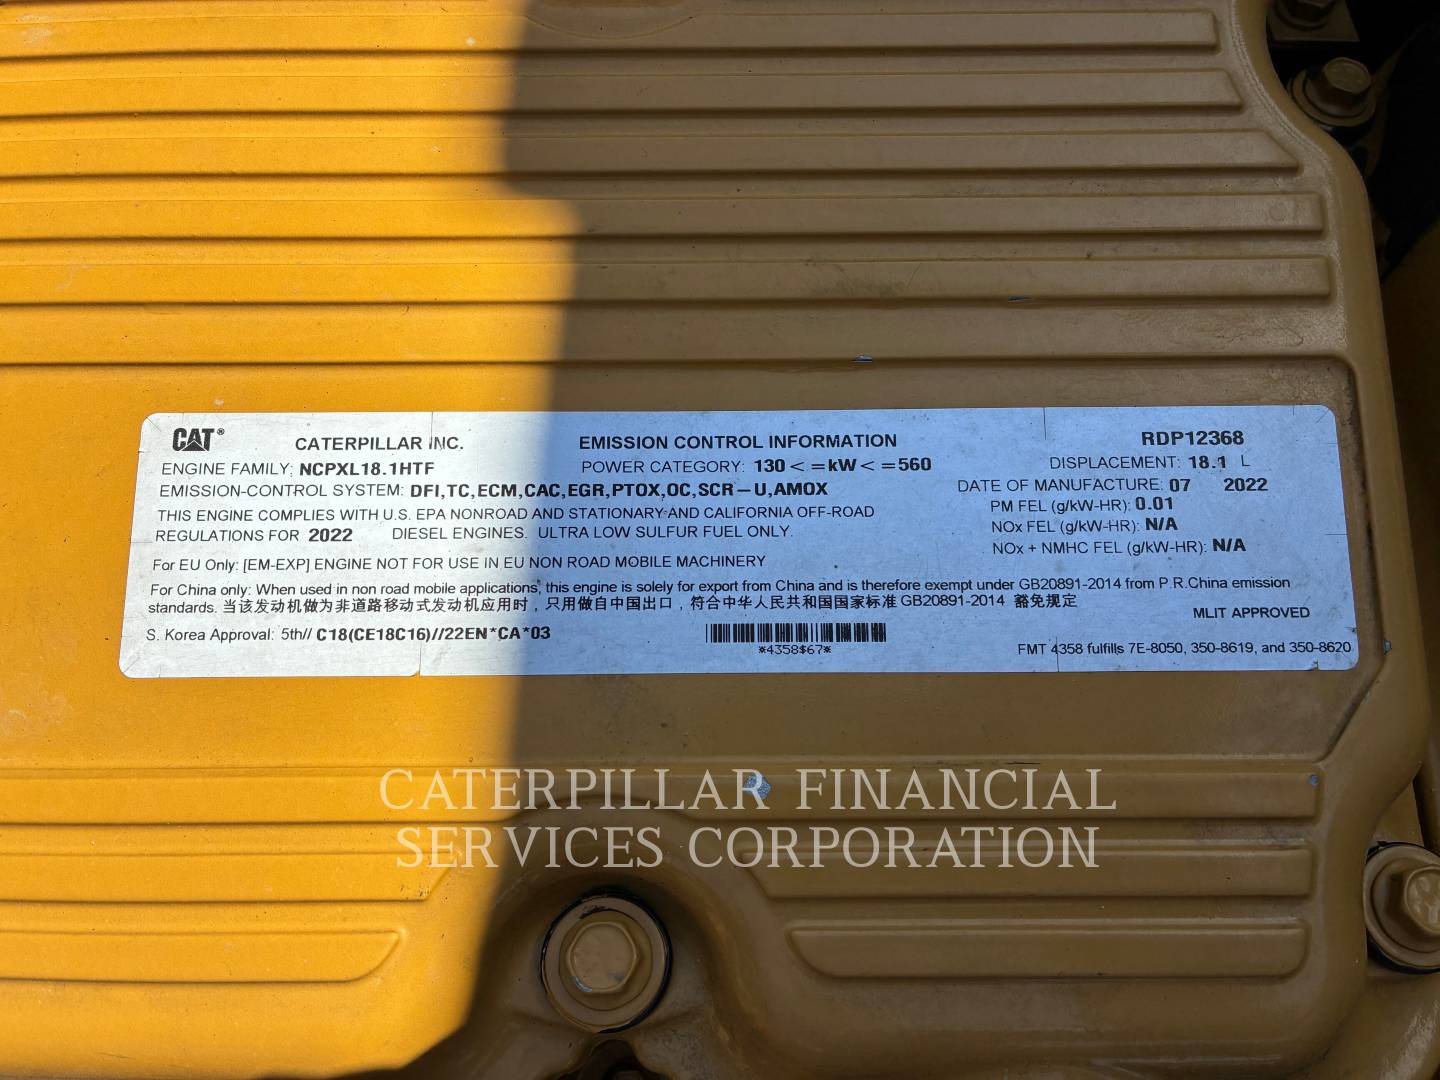 CAT® CATERPILLAR INC. EMISSION CONTROL INFORMATION RDP12368
ENGINE FAMILY: NCPXL18.1HTF POWER CATEGORY: 130 < =kW < =560 DISPLACEMENT: 18.1 L
EMISSION-CONTROL SYSTEM: DFI,TC,ECM,CAC,EGR,PTOX,OC,SCR-U,AMOX DATE OF MANUFACTURE: 07 2022
THIS ENGINE COMPLIES WITH U.S. EPA NONROAD AND STATIONARY AND CALIFORNIA OFF-ROAD PM FEL (g/kW-HR): 0.01
REGULATIONS FOR 2022 DIESEL ENGINES. ULTRA LOW SULFUR FUEL ONLY. NOx FEL (g/kW-HR): N/A
NOx + NMHC FEL (g/kW-HR): N/A
For EU Only: [EM-EXP] ENGINE NOT FOR USE IN EU NON ROAD MOBILE MACHINERY
For China only: When used in non road mobile applications, this engine is solely for export from China and is therefore exempt under GB20891-2014 from P.R.China emission
standards. 当该发动机做为非道路移动式发动机应用时，只用做自中国出口，符合中华人民共和国国家标准 GB20891-2014 豁免规定
MLIT APPROVED
S. Korea Approval: 5th// C18(CE18C16)//22EN*CA*03
*4358$67*
FMT 4358 fulfills 7E-8050, 350-8619, and 350-8620
CATERPILLAR FINANCIAL
SERVICES CORPORATION